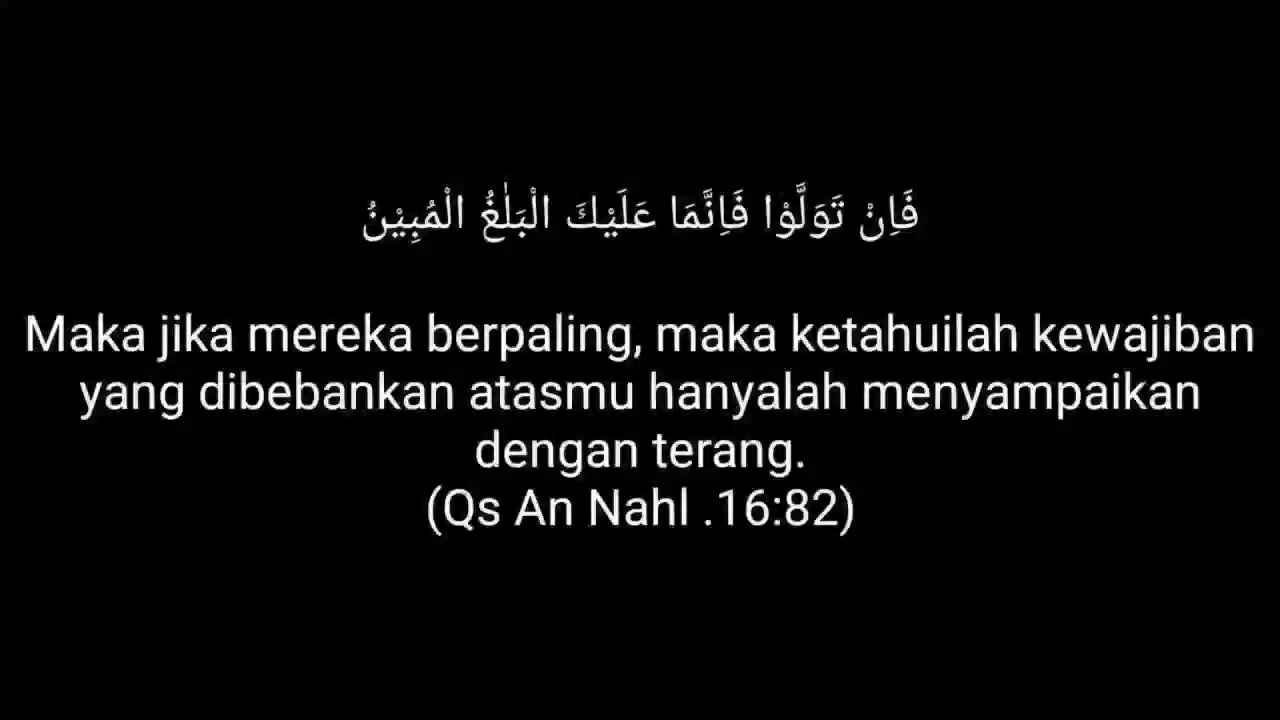 فَاِنْ تَوَلَّوْا فَاِنَّمَا عَلَيْكَ الْبَلٰغُ الْمُبِيْنُ
Maka jika mereka berpaling, maka ketahuilah kewajiban
yang dibebankan atasmu hanyalah menyampaikan
dengan terang.
(Qs An Nahl .16:82)